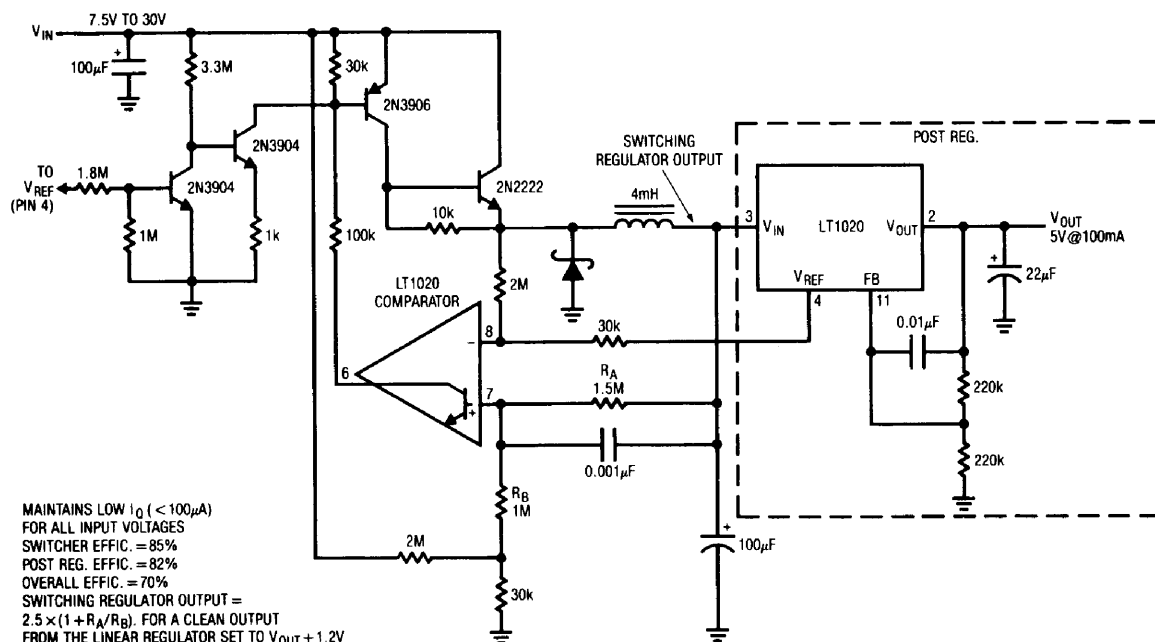 V_IN
7.5V TO 30V
100µF
+
3.3M
30k
2N3906
2N3904
TO
V_REF
(PIN 4)
1.8M
2N3904
1M
1k
100k
10k
2N2222
2M
SWITCHING
REGULATOR OUTPUT
4mH
POST REG.
3
V_IN
LT1020
V_OUT
2
V_REF
4
FB
11
V_OUT
5V@100mA
+
22µF
0.01µF
220k
220k
LT1020
COMPARATOR
8
−
30k
6
7
+
R_A
1.5M
0.001µF
R_B
1M
2M
30k
+
100µF
MAINTAINS LOW I_Q (<100µA)
FOR ALL INPUT VOLTAGES
SWITCHER EFFIC. = 85%
POST REG. EFFIC. = 82%
OVERALL EFFIC. = 70%
SWITCHING REGULATOR OUTPUT =
2.5 × (1 + R_A/R_B). FOR A CLEAN OUTPUT
FROM THE LINEAR REGULATOR SET TO V_OUT + 1.2V